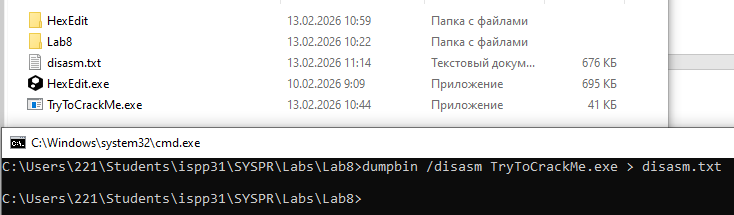 HexEdit 13.02.2026 10:59 Папка с файлами
Lab8 13.02.2026 10:22 Папка с файлами
disasm.txt 13.02.2026 11:14 Текстовый докум... 676 КБ
HexEdit.exe 10.02.2026 9:09 Приложение 695 КБ
TryToCrackMe.exe 13.02.2026 10:44 Приложение 41 КБ
C:\Windows\system32\cmd.exe
C:\Users\221\Students\ispp31\SYSPR\Labs\Lab8>dumpbin /disasm TryToCrackMe.exe > disasm.txt
C:\Users\221\Students\ispp31\SYSPR\Labs\Lab8>